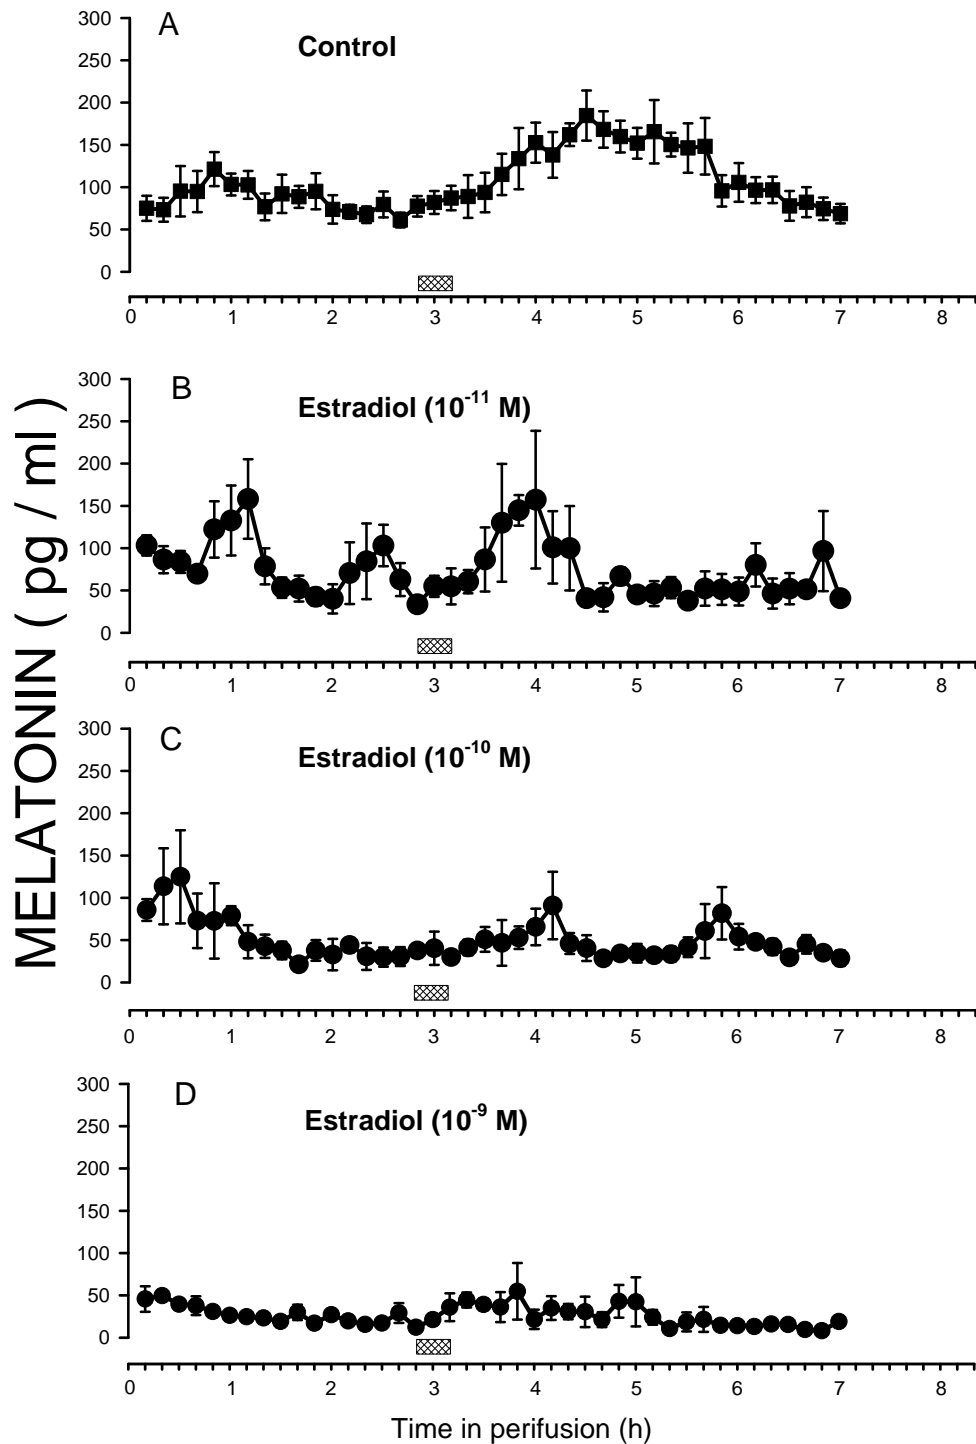 MELATONIN ( pg / ml )
A
Control
300
250
200
150
100
50
0
0 1 2 3 4 5 6 7 8
B
Estradiol (10⁻¹¹ M)
300
250
200
150
100
50
0
0 1 2 3 4 5 6 7 8
C
Estradiol (10⁻¹⁰ M)
300
250
200
150
100
50
0
0 1 2 3 4 5 6 7 8
D
Estradiol (10⁻⁹ M)
300
250
200
150
100
50
0
0 1 2 3 4 5 6 7 8
Time in perifusion (h)